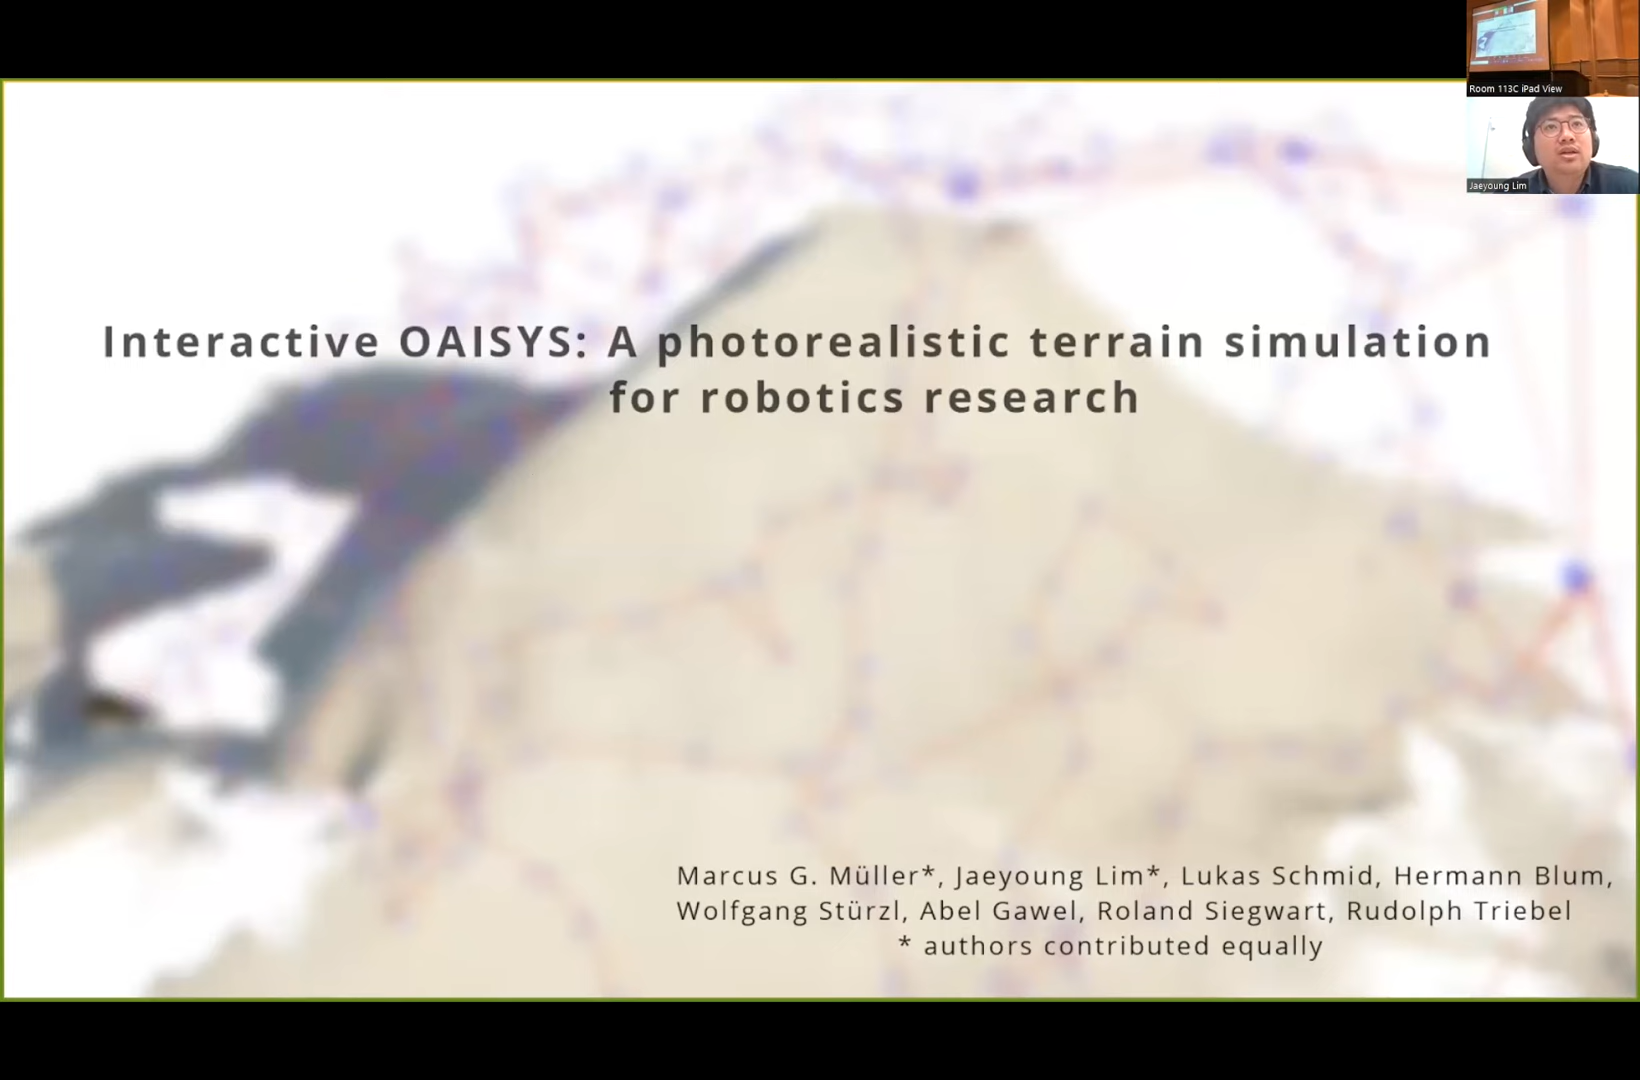 Room 113C iPad View
Jaeyoung Lim
Interactive OAISYS: A photorealistic terrain simulation
for robotics research
Marcus G. Müller*, Jaeyoung Lim*, Lukas Schmid, Hermann Blum,
Wolfgang Stürzl, Abel Gawel, Roland Siegwart, Rudolph Triebel
* authors contributed equally